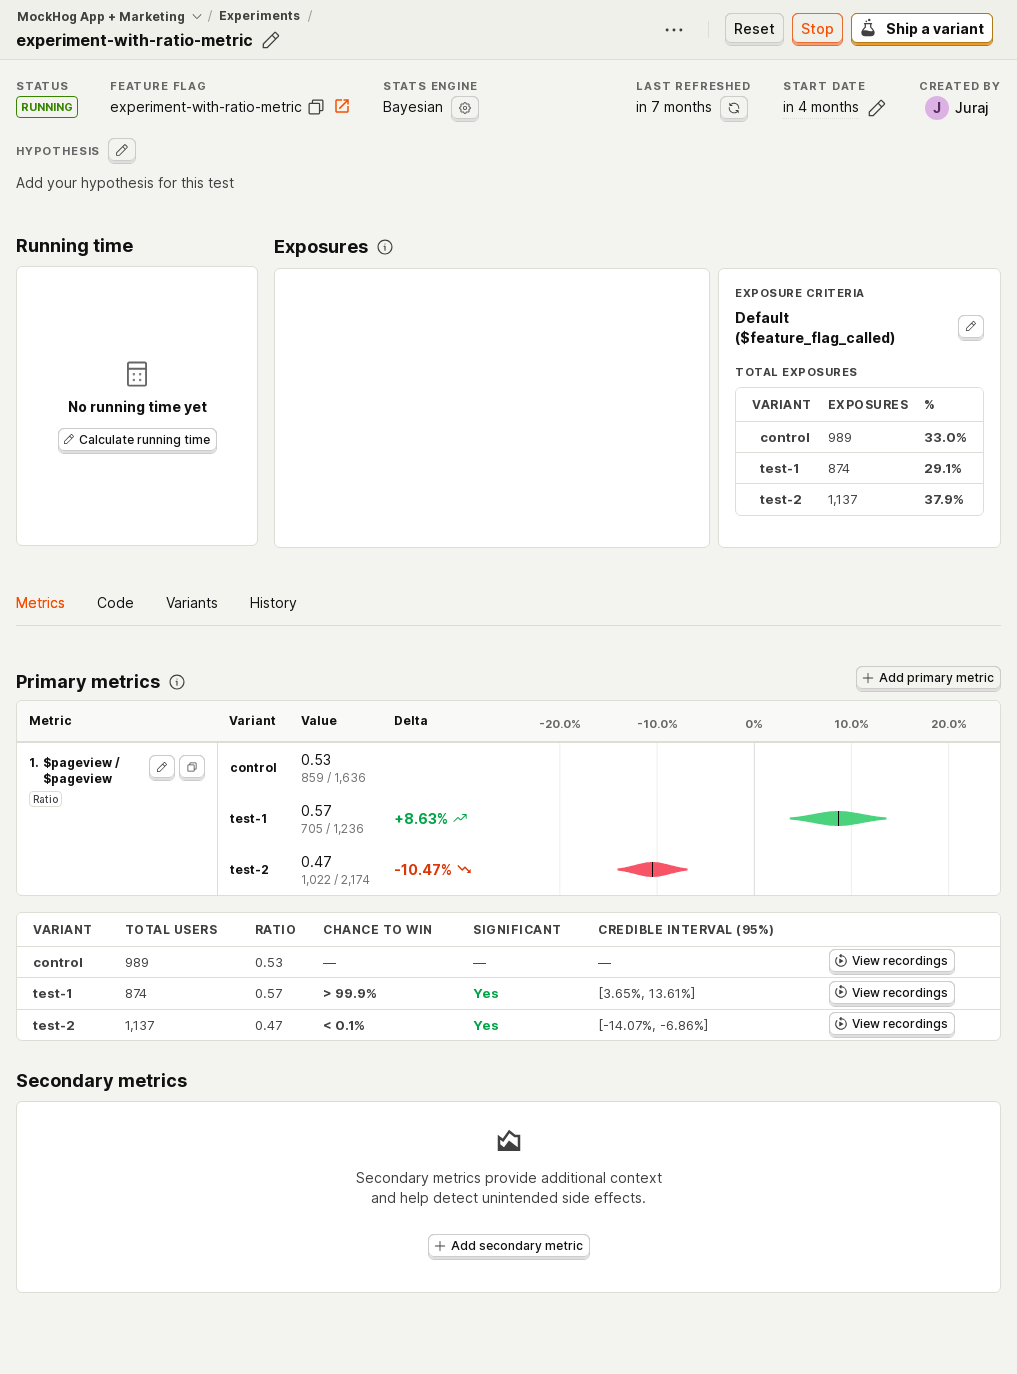 MockHog App + Marketing / Experiments /
experiment-with-ratio-metric
Reset
Stop
Ship a variant
STATUS
RUNNING
FEATURE FLAG
experiment-with-ratio-metric
STATS ENGINE
Bayesian
LAST REFRESHED
in 7 months
START DATE
in 4 months
CREATED BY
J Juraj
HYPOTHESIS
Add your hypothesis for this test
Running time
No running time yet
Calculate running time
Exposures
EXPOSURE CRITERIA
Default
($feature_flag_called)
TOTAL EXPOSURES
VARIANT EXPOSURES %
control 989 33.0%
test-1 874 29.1%
test-2 1,137 37.9%
Metrics Code Variants History
Primary metrics
Add primary metric
Metric Variant Value Delta -20.0% -10.0% 0% 10.0% 20.0%
1. $pageview /
$pageview
Ratio
control 0.53
859 / 1,636
test-1 0.57 +8.63%
705 / 1,236
test-2 0.47 -10.47%
1,022 / 2,174
VARIANT TOTAL USERS RATIO CHANCE TO WIN SIGNIFICANT CREDIBLE INTERVAL (95%)
control 989 0.53 — — — View recordings
test-1 874 0.57 > 99.9% Yes [3.65%, 13.61%] View recordings
test-2 1,137 0.47 < 0.1% Yes [-14.07%, -6.86%] View recordings
Secondary metrics
Secondary metrics provide additional context
and help detect unintended side effects.
Add secondary metric